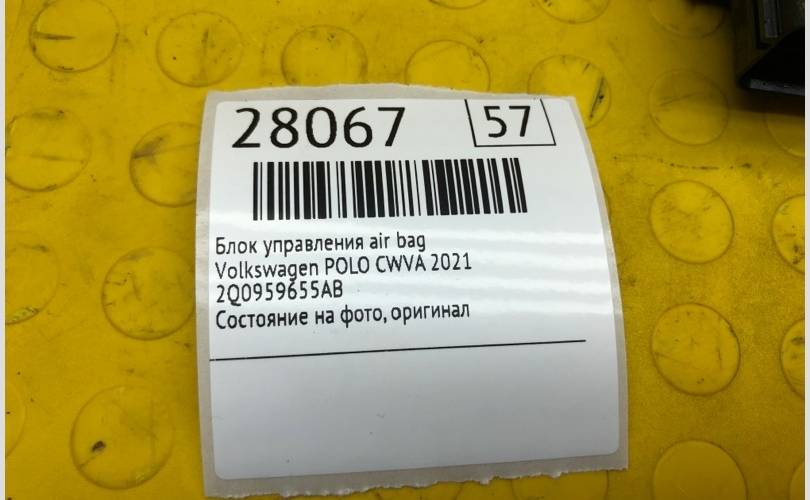 28067 57
Блок управления air bag
Volkswagen POLO CWVA 2021
2Q0959655AB
Состояние на фото, оригинал